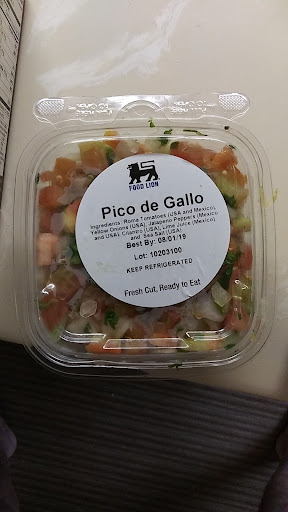 FOOD LION
Pico de Gallo
Ingredients: Roma Tomatoes (USA and Mexico),
Yellow Onions (USA), Jalapeno Peppers (Mexico
and USA), Cilantro (USA), Lime Juice (Mexico),
and Sea Salt (USA)
Best By: 08/01/19
Lot: 10203100
KEEP REFRIGERATED
Fresh Cut, Ready to Eat